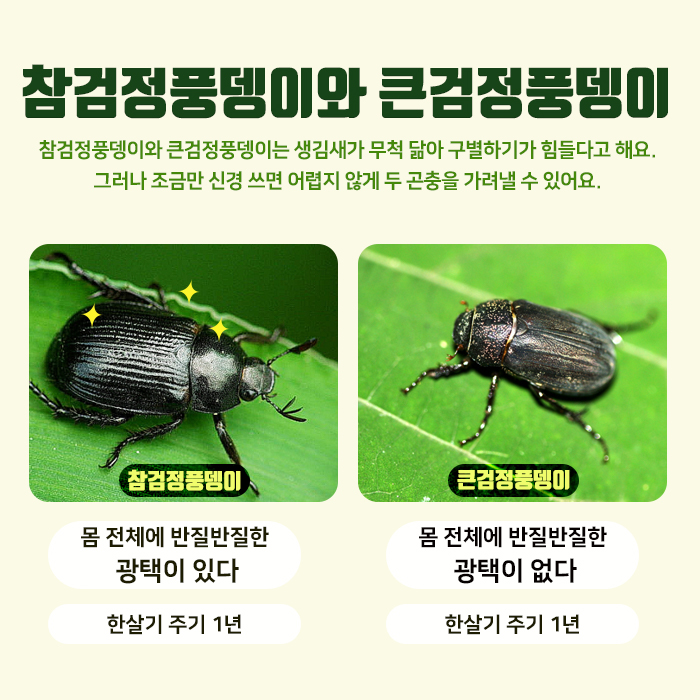 참검정풍뎅이와 큰검정풍뎅이
참검정풍뎅이와 큰검정풍뎅이는 생김새가 무척 닮아 구별하기가 힘들다고 해요.
그러나 조금만 신경 쓰면 어렵지 않게 두 곤충을 가려낼 수 있어요.
참검정풍뎅이
큰검정풍뎅이
몸 전체에 반질반질한
광택이 있다
몸 전체에 반질반질한
광택이 없다
한살기 주기 1년
한살기 주기 1년